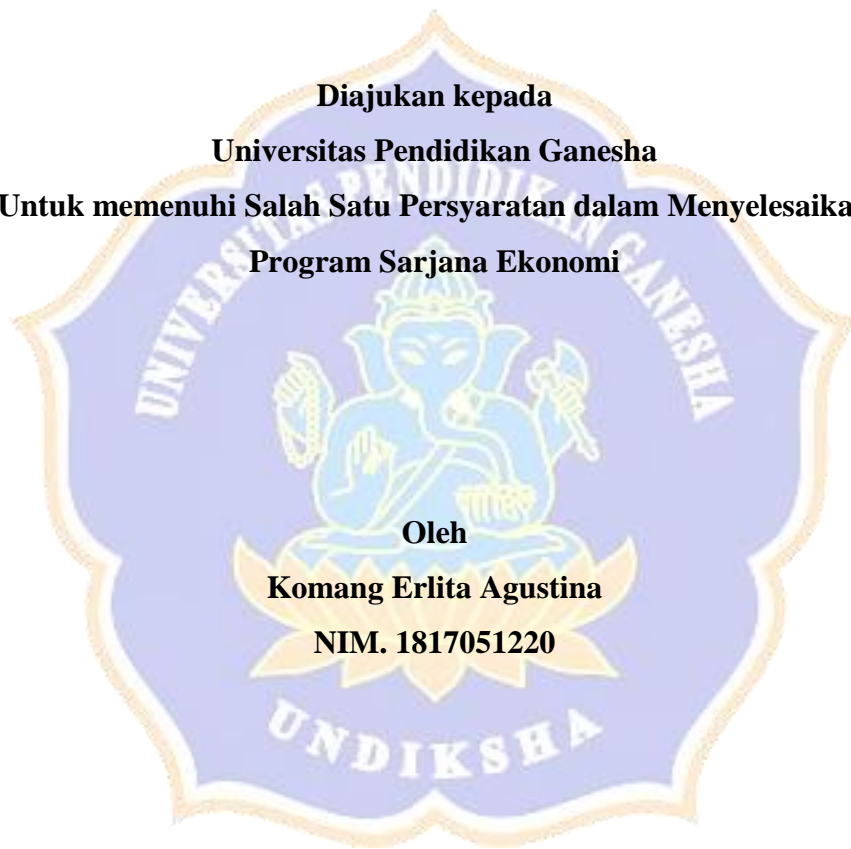 Diajukan kepada
Universitas Pendidikan Ganesha
Untuk memenuhi Salah Satu Persyaratan dalam Menyelesaika
Program Sarjana Ekonomi
UNIVERSITAS PENDIDIKAN GANESHA
Oleh
Komang Erlita Agustina
NIM. 1817051220
UNDIKSHA